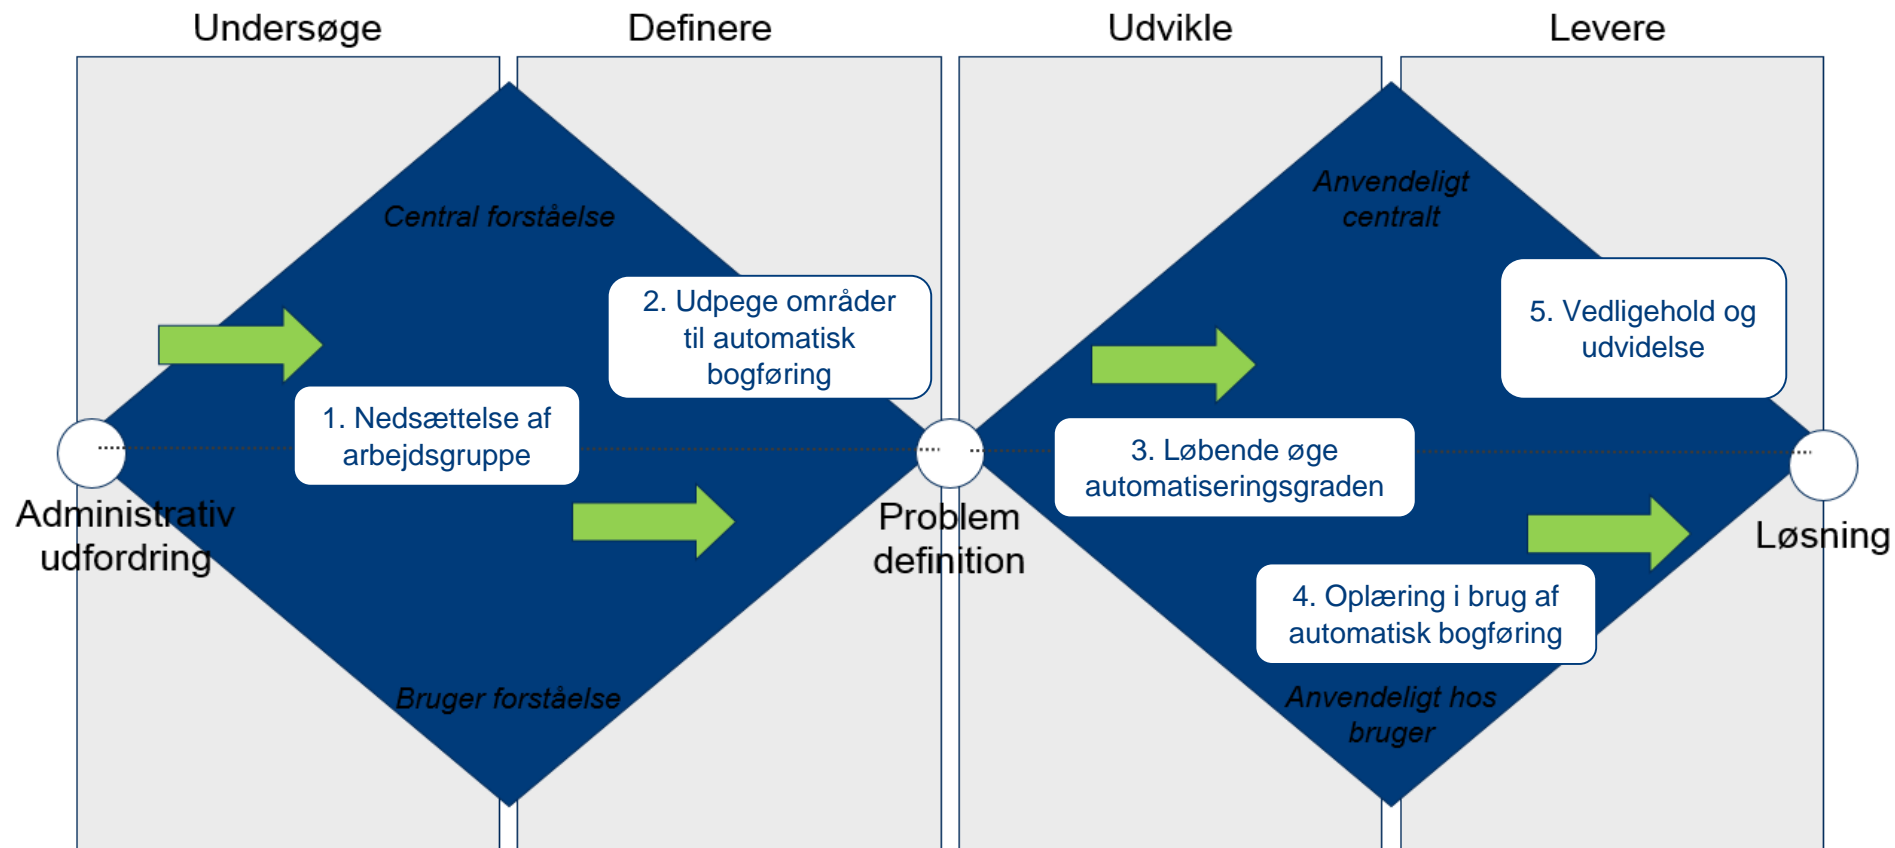 Undersøge
Definere
Udvikle
Levere
Central forståelse
Anvendeligt
centralt
2. Udpege områder
til automatisk
bogføring
5. Vedligehold og
udvidelse
1. Nedsættelse af
arbejdsgruppe
3. Løbende øge
automatiseringsgraden
Administrativ
udfordring
Problem
definition
Løsning
4. Oplæring i brug af
automatisk bogføring
Bruger forståelse
Anvendeligt hos
bruger